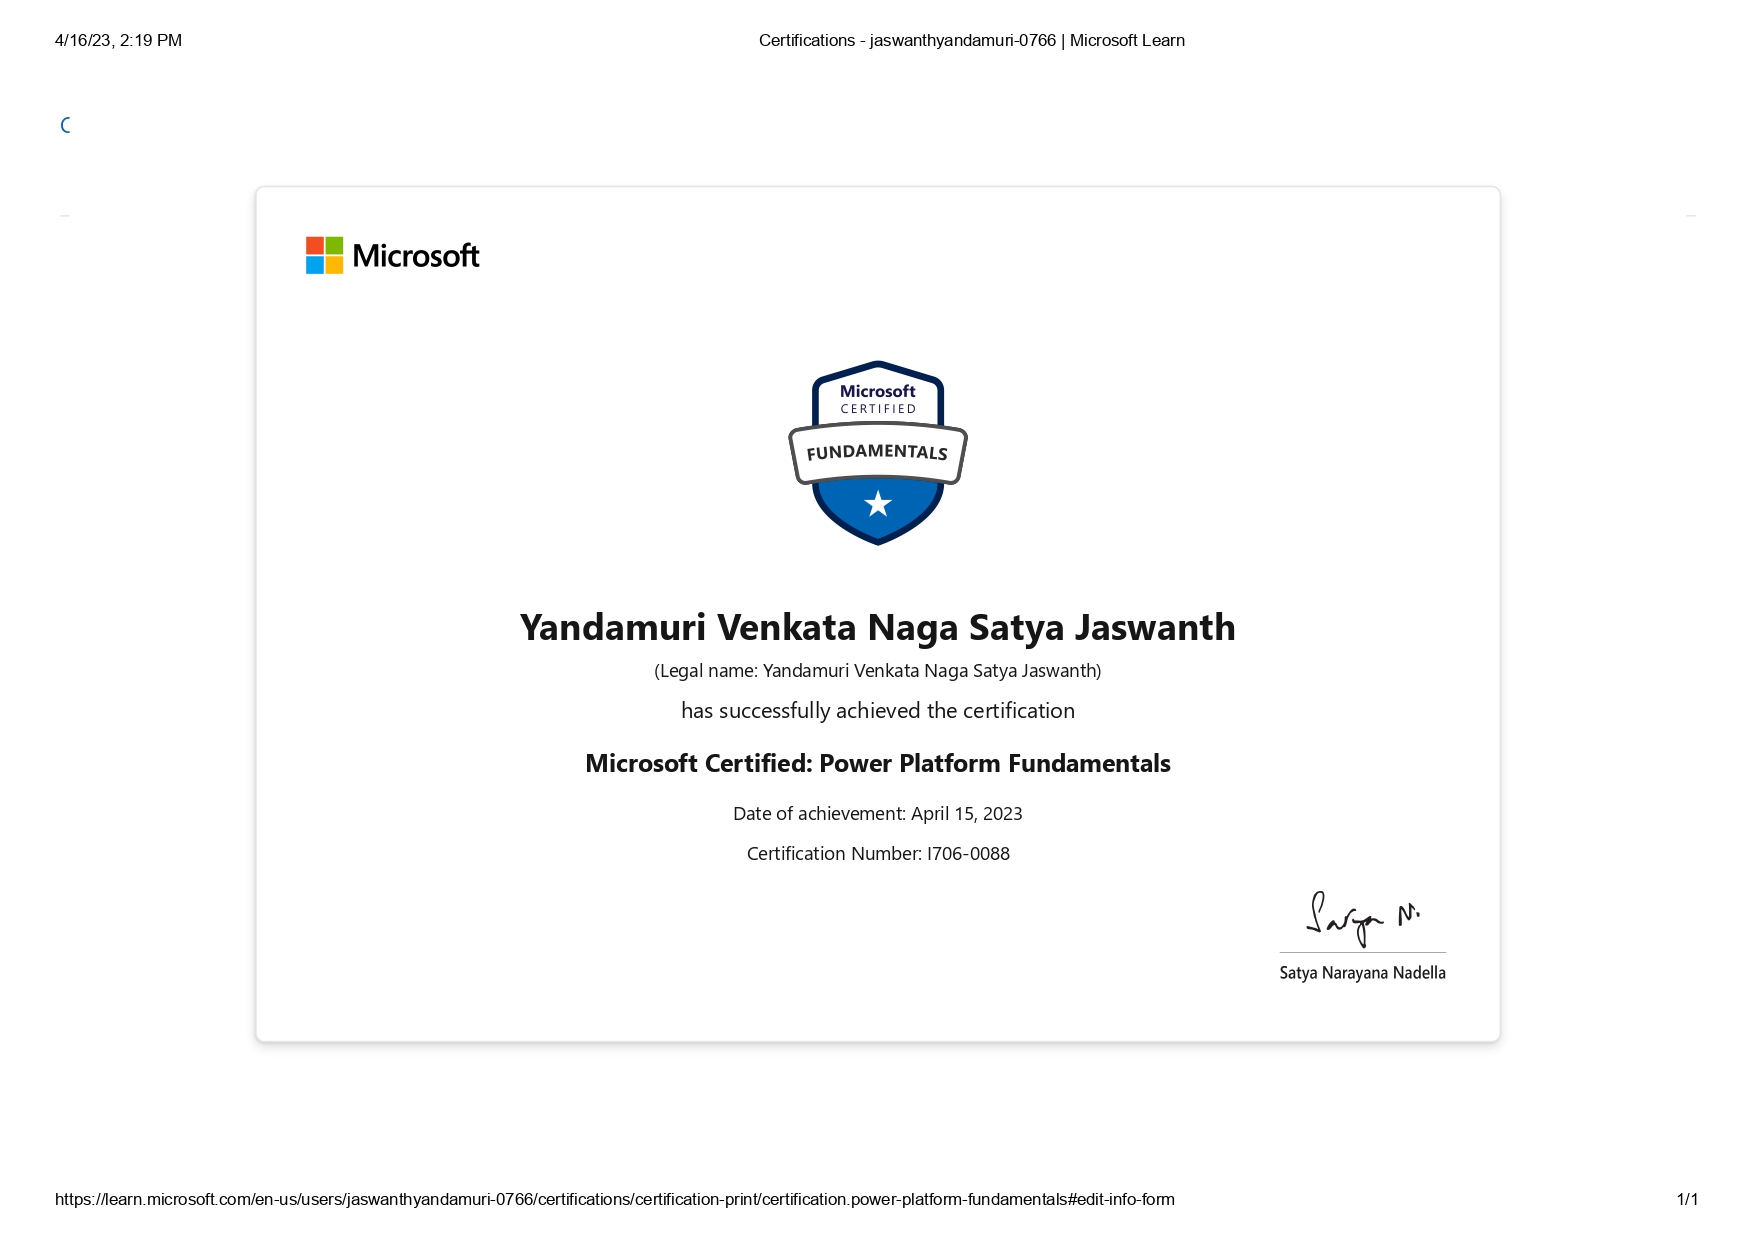 4/16/23, 2:19 PM
Certifications - jaswanthyandamuri-0766 | Microsoft Learn
C
Microsoft
Microsoft
CERTIFIED
FUNDAMENTALS
Yandamuri Venkata Naga Satya Jaswanth
(Legal name: Yandamuri Venkata Naga Satya Jaswanth)
has successfully achieved the certification
Microsoft Certified: Power Platform Fundamentals
Date of achievement: April 15, 2023
Certification Number: I706-0088
Satya N.
Satya Narayana Nadella
https://learn.microsoft.com/en-us/users/jaswanthyandamuri-0766/certifications/certification-print/certification.power-platform-fundamentals#edit-info-form
1/1